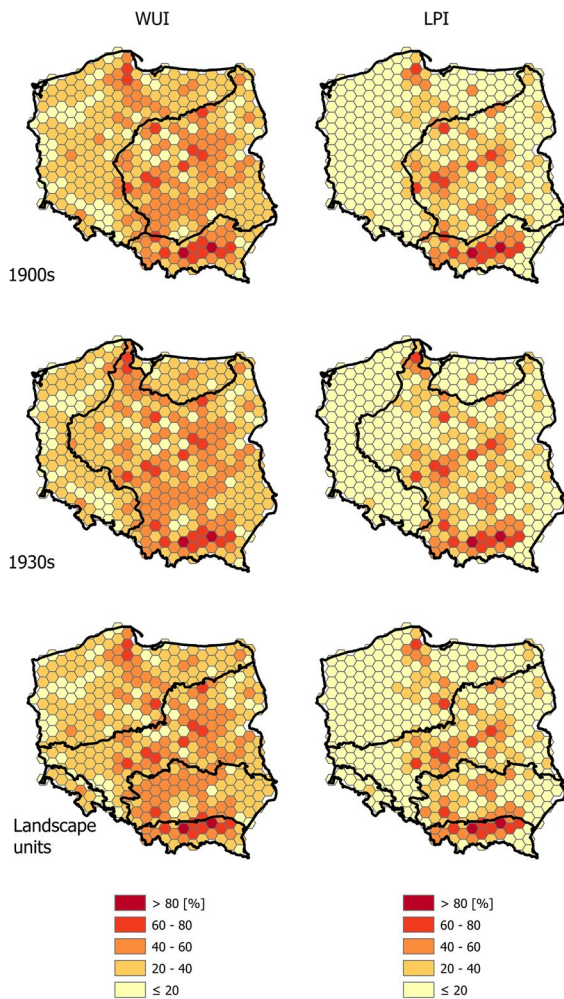 WUI LPI
1900s
1930s
Landscape
units
> 80 [%] > 80 [%]
60 - 80 60 - 80
40 - 60 40 - 60
20 - 40 20 - 40
≤ 20 ≤ 20